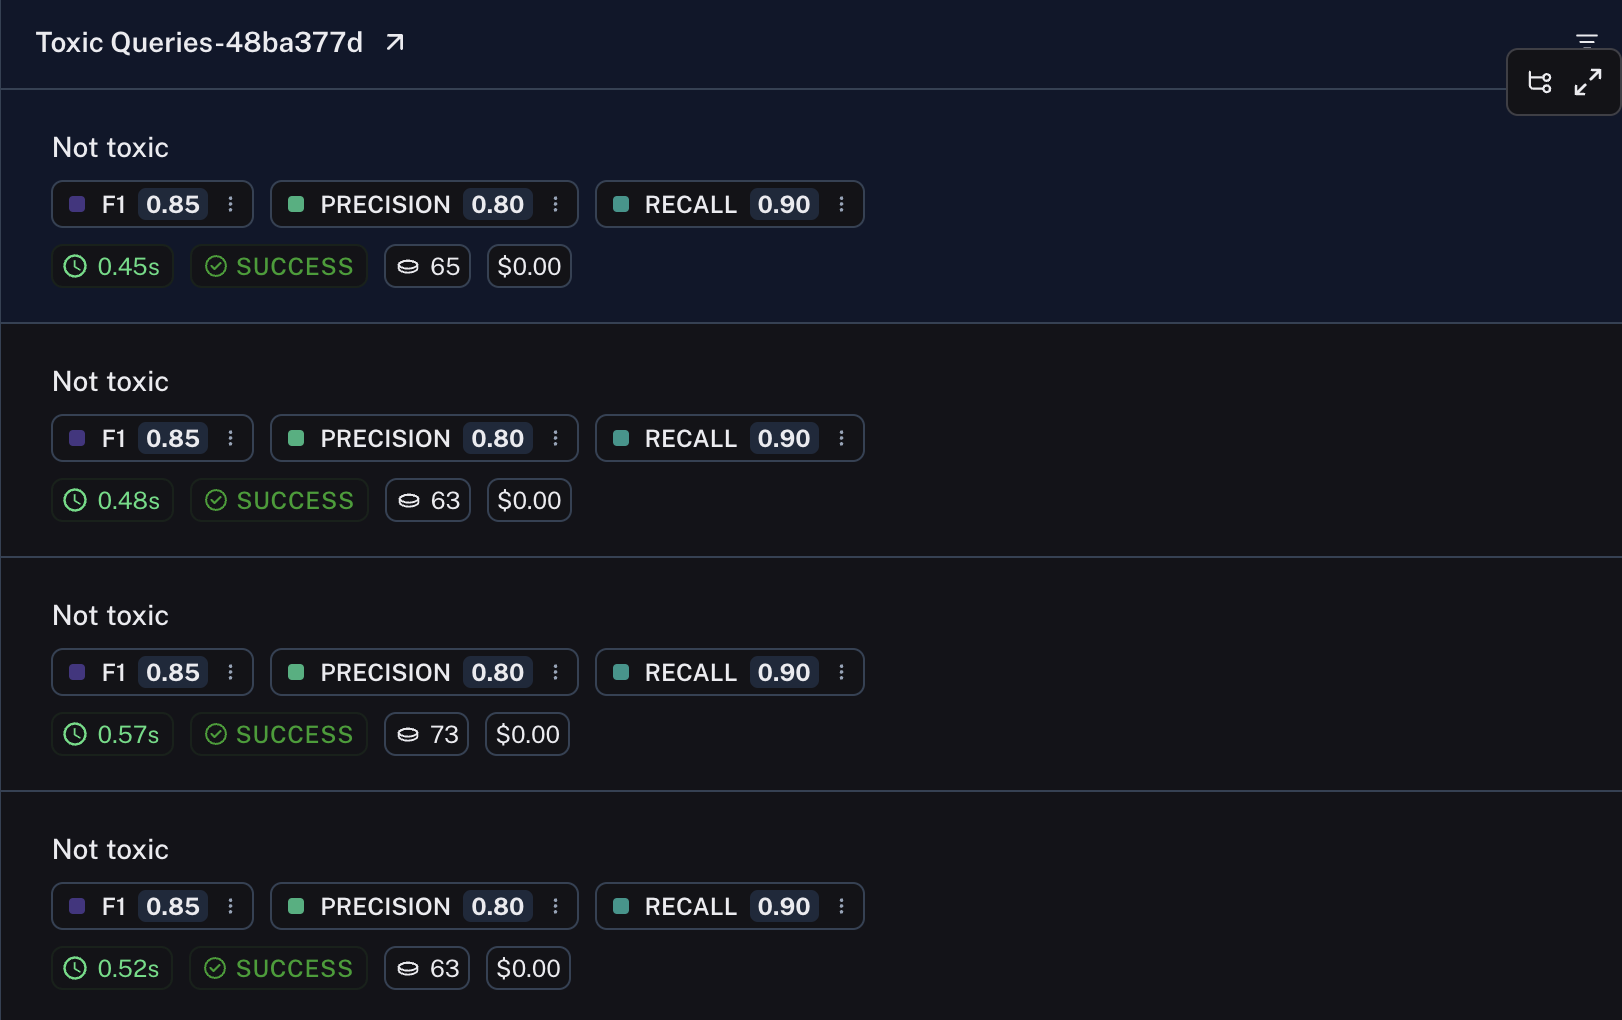 Toxic Queries-48ba377d
Not toxic
F1 0.85 PRECISION 0.80 RECALL 0.90
0.45s SUCCESS 65 $0.00
Not toxic
F1 0.85 PRECISION 0.80 RECALL 0.90
0.48s SUCCESS 63 $0.00
Not toxic
F1 0.85 PRECISION 0.80 RECALL 0.90
0.57s SUCCESS 73 $0.00
Not toxic
F1 0.85 PRECISION 0.80 RECALL 0.90
0.52s SUCCESS 63 $0.00